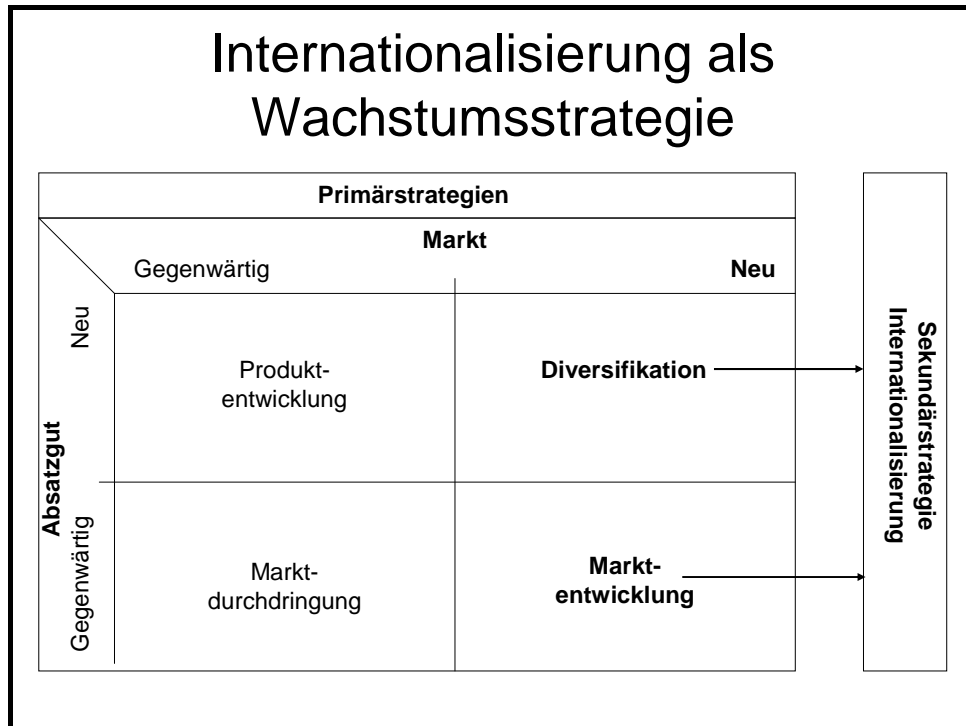 Internationalisierung als
Wachstumsstrategie
Primärstrategien
Markt
Gegenwärtig
Neu
Absatzgut
Neu
Gegenwärtig
Produkt-
entwicklung
Diversifikation
Markt-
durchdringung
Markt-
entwicklung
Sekundärstrategie
Internationalisierung